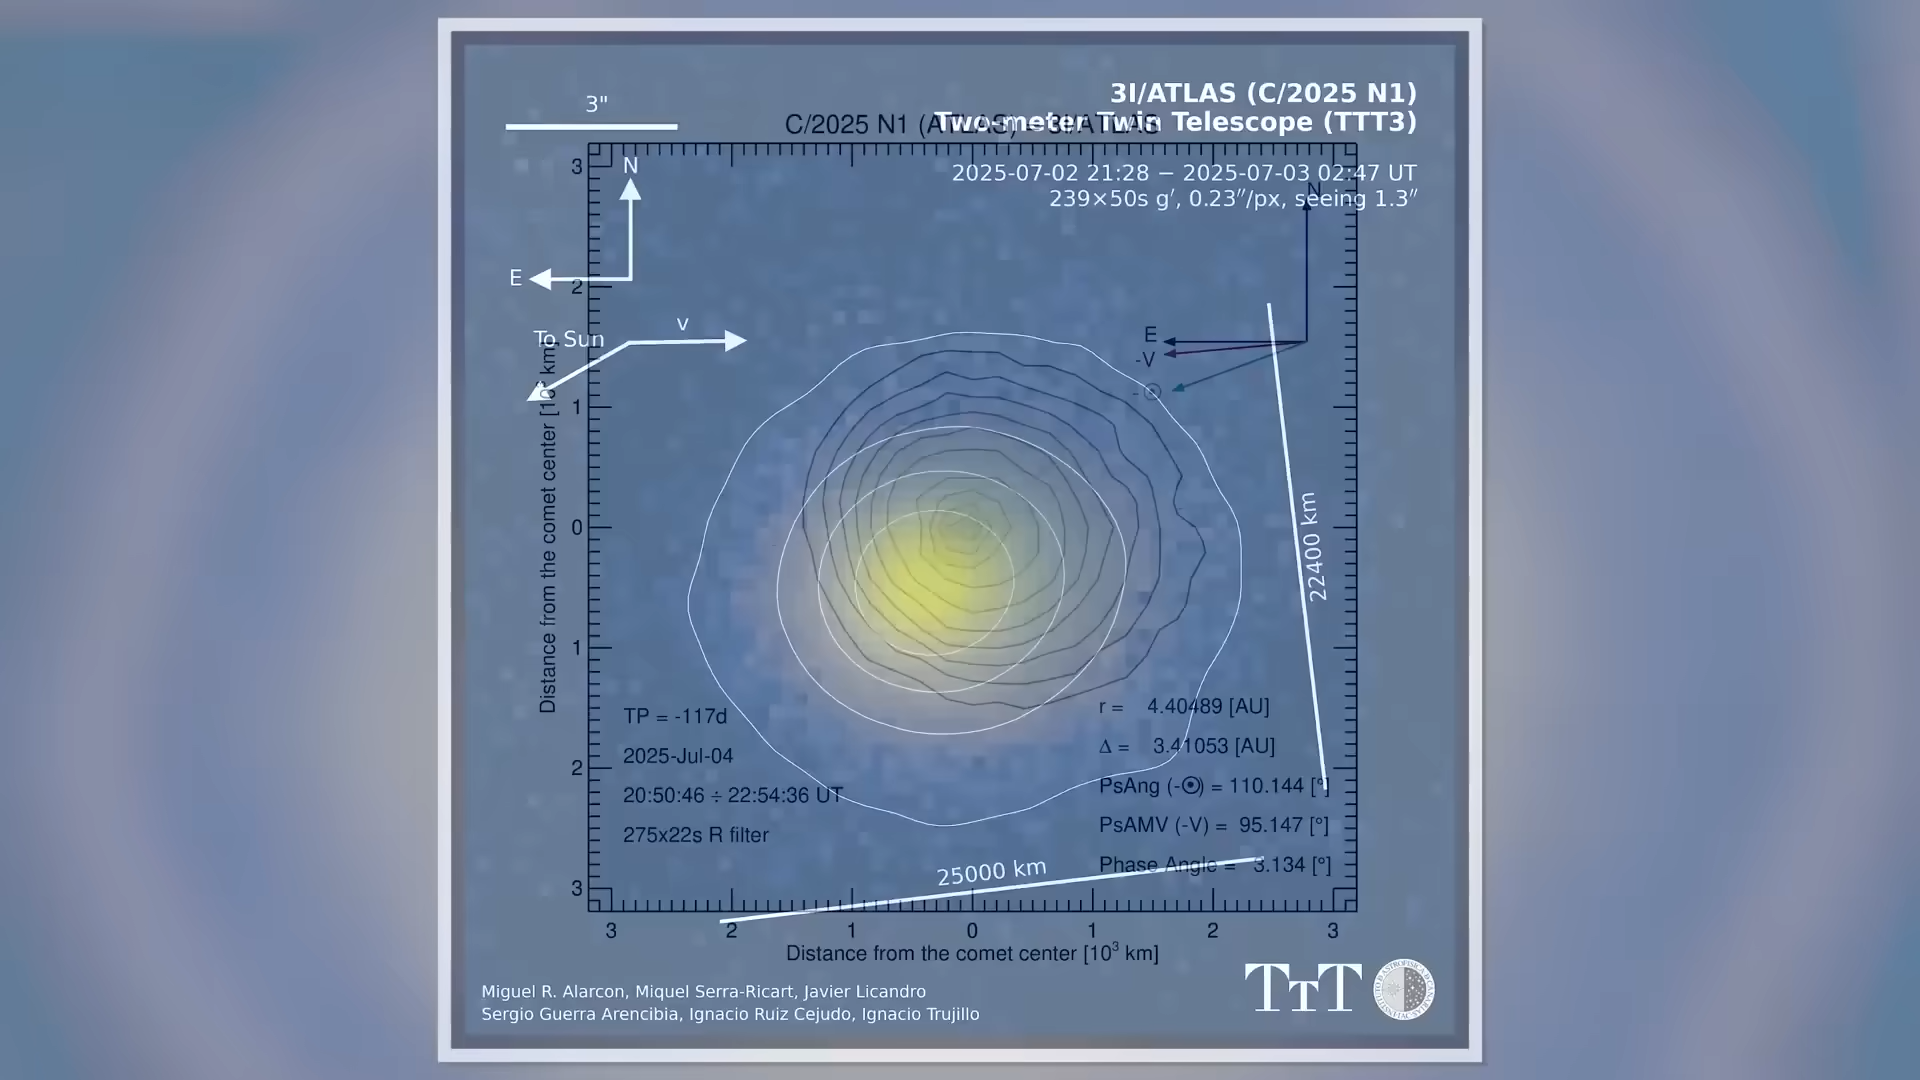 3"
3I/ATLAS (C/2025 N1)
C/2025 N1 (ATLAS) - 3I/ATLAS
Two-meter Twin Telescope (TTT3)
2025-07-02 21:28 − 2025-07-03 02:47 UT
239×50s g′, 0.23″/px, seeing 1.3″
N
E
To Sun
v
N
E
-V
-☉
3
2
1
0
1
2
3
Distance from the comet center [10³ km]
22400 km
TP = -117d
2025-Jul-04
20:50:46 ÷ 22:54:36 UT
275x22s R filter
r = 4.40489 [AU]
Δ = 3.41053 [AU]
PsAng (-☉) = 110.144 [°]
PsAMV (-V) = 95.147 [°]
Phase Angle = 3.134 [°]
25000 km
3 2 1 0 1 2 3
Distance from the comet center [10³ km]
Miguel R. Alarcon, Miquel Serra-Ricart, Javier Licandro
Sergio Guerra Arencibia, Ignacio Ruiz Cejudo, Ignacio Trujillo
TTT